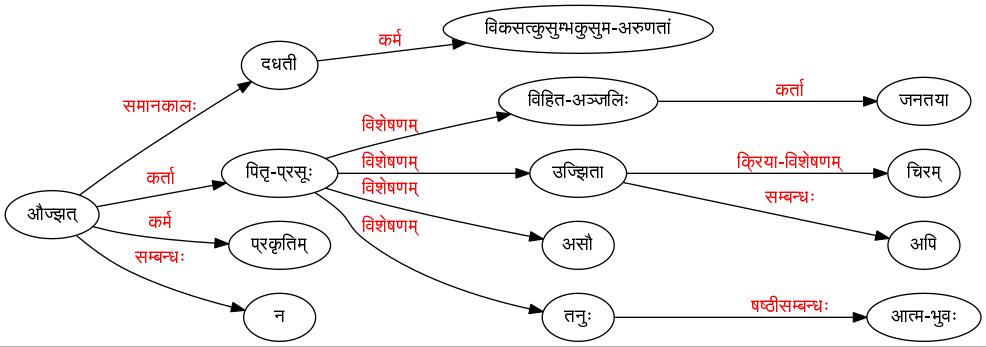 विकसत्कुसुम्भकुसुम-अरुणतां
कर्म
दधती
समानकालः
विहित-अञ्जलिः
कर्ता
जनतया
विशेषणम्
पितृ-प्रसूः
विशेषणम्
उज्झिता
क्रिया-विशेषणम्
चिरम्
कर्ता
विशेषणम्
सम्बन्धः
औज्झत्
कर्म
प्रकृतिम्
विशेषणम्
असौ
अपि
सम्बन्धः
न
तनुः
षष्ठीसम्बन्धः
आत्म-भुवः